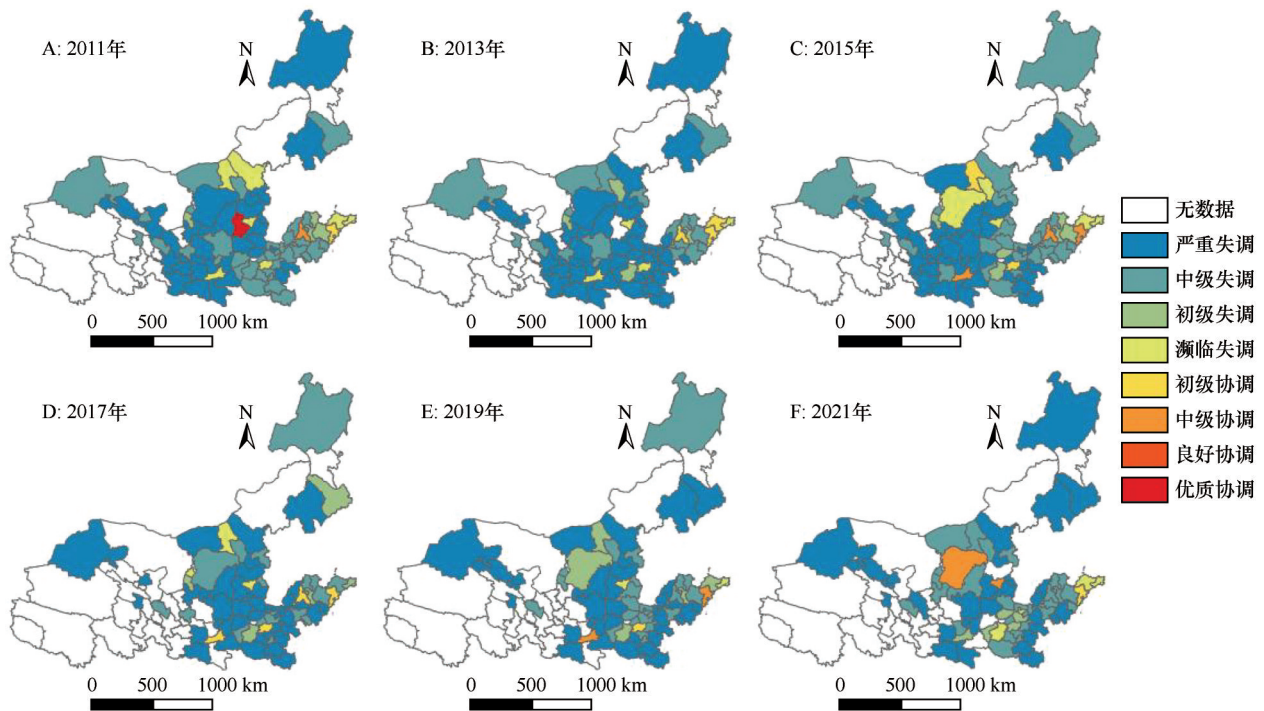 A: 2011年
N
B: 2013年
N
C: 2015年
N
0 500 1000 km
0 500 1000 km
0 500 1000 km
D: 2017年
N
E: 2019年
N
F: 2021年
N
0 500 1000 km
0 500 1000 km
0 500 1000 km
无数据
严重失调
中级失调
初级失调
濒临失调
初级协调
中级协调
良好协调
优质协调